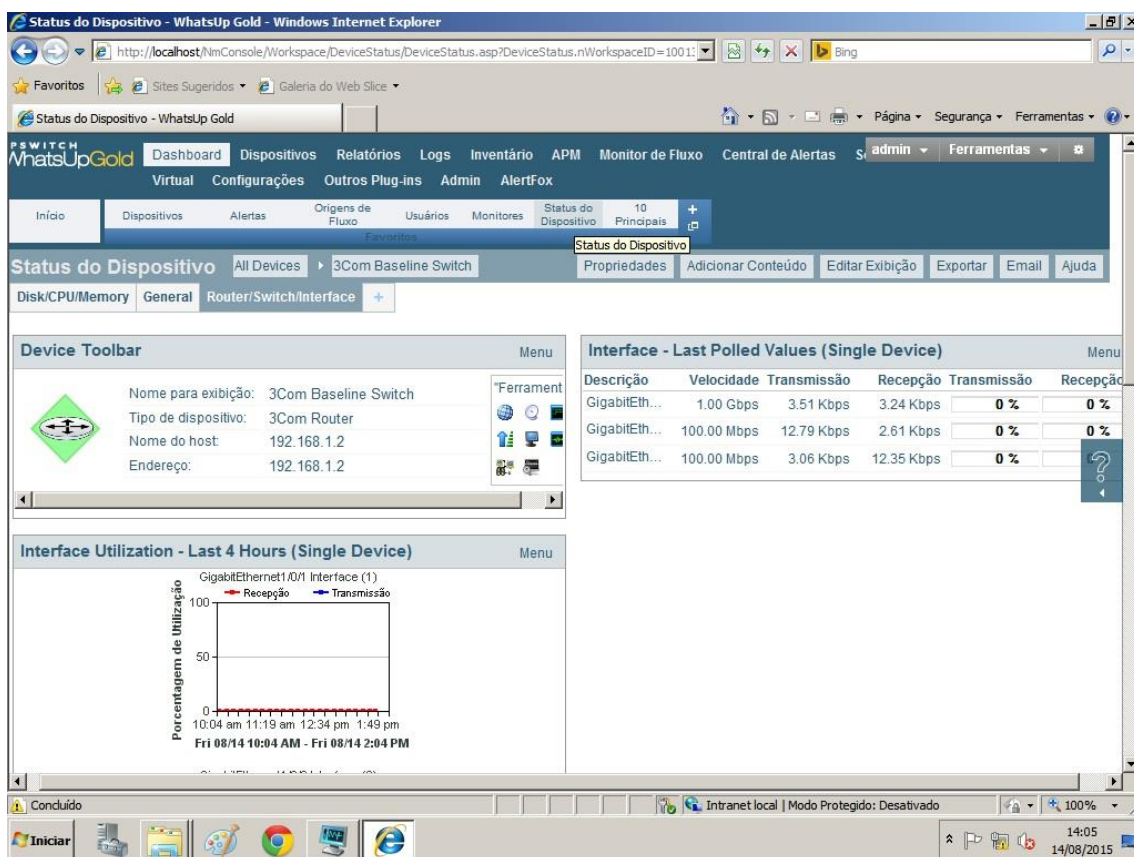 Status do Dispositivo - WhatsUp Gold - Windows Internet Explorer
http://localhost/NmConsole/Workspace/DeviceStatus/DeviceStatus.asp?DeviceStatus.nWorkspaceID=1001
Bing
Favoritos Sites Sugeridos Galeria do Web Slice
Status do Dispositivo - WhatsUp Gold
Página Segurança Ferramentas
PSWITCH
WhatsUpGold
Dashboard Dispositivos Relatórios Logs Inventário APM Monitor de Fluxo Central de Alertas admin Ferramentas
Virtual Configurações Outros Plug-ins Admin AlertFox
Início Dispositivos Alertas Origens de Fluxo Usuários Monitores Status do Dispositivo 10 Principais +
Favoritos
Status do Dispositivo
Status do Dispositivo All Devices 3Com Baseline Switch Propriedades Adicionar Conteúdo Editar Exibição Exportar Email Ajuda
Disk/CPU/Memory General Router/Switch/Interface +
Device Toolbar Menu
Nome para exibição: 3Com Baseline Switch
Tipo de dispositivo: 3Com Router
Nome do host: 192.168.1.2
Endereço: 192.168.1.2
"Ferrament
Interface - Last Polled Values (Single Device) Menu
Descrição Velocidade Transmissão Recepção Transmissão Recepção
GigabitEth... 1.00 Gbps 3.51 Kbps 3.24 Kbps 0 % 0 %
GigabitEth... 100.00 Mbps 12.79 Kbps 2.61 Kbps 0 % 0 %
GigabitEth... 100.00 Mbps 3.06 Kbps 12.35 Kbps 0 %
?
Interface Utilization - Last 4 Hours (Single Device) Menu
GigabitEthernet1/0/1 Interface (1)
Recepção Transmissão
Porcentagem de Utilização
100
50
0
10:04 am 11:19 am 12:34 pm 1:49 pm
Fri 08/14 10:04 AM - Fri 08/14 2:04 PM
Concluído Intranet local | Modo Protegido: Desativado 100%
Iniciar 14:05
14/08/2015